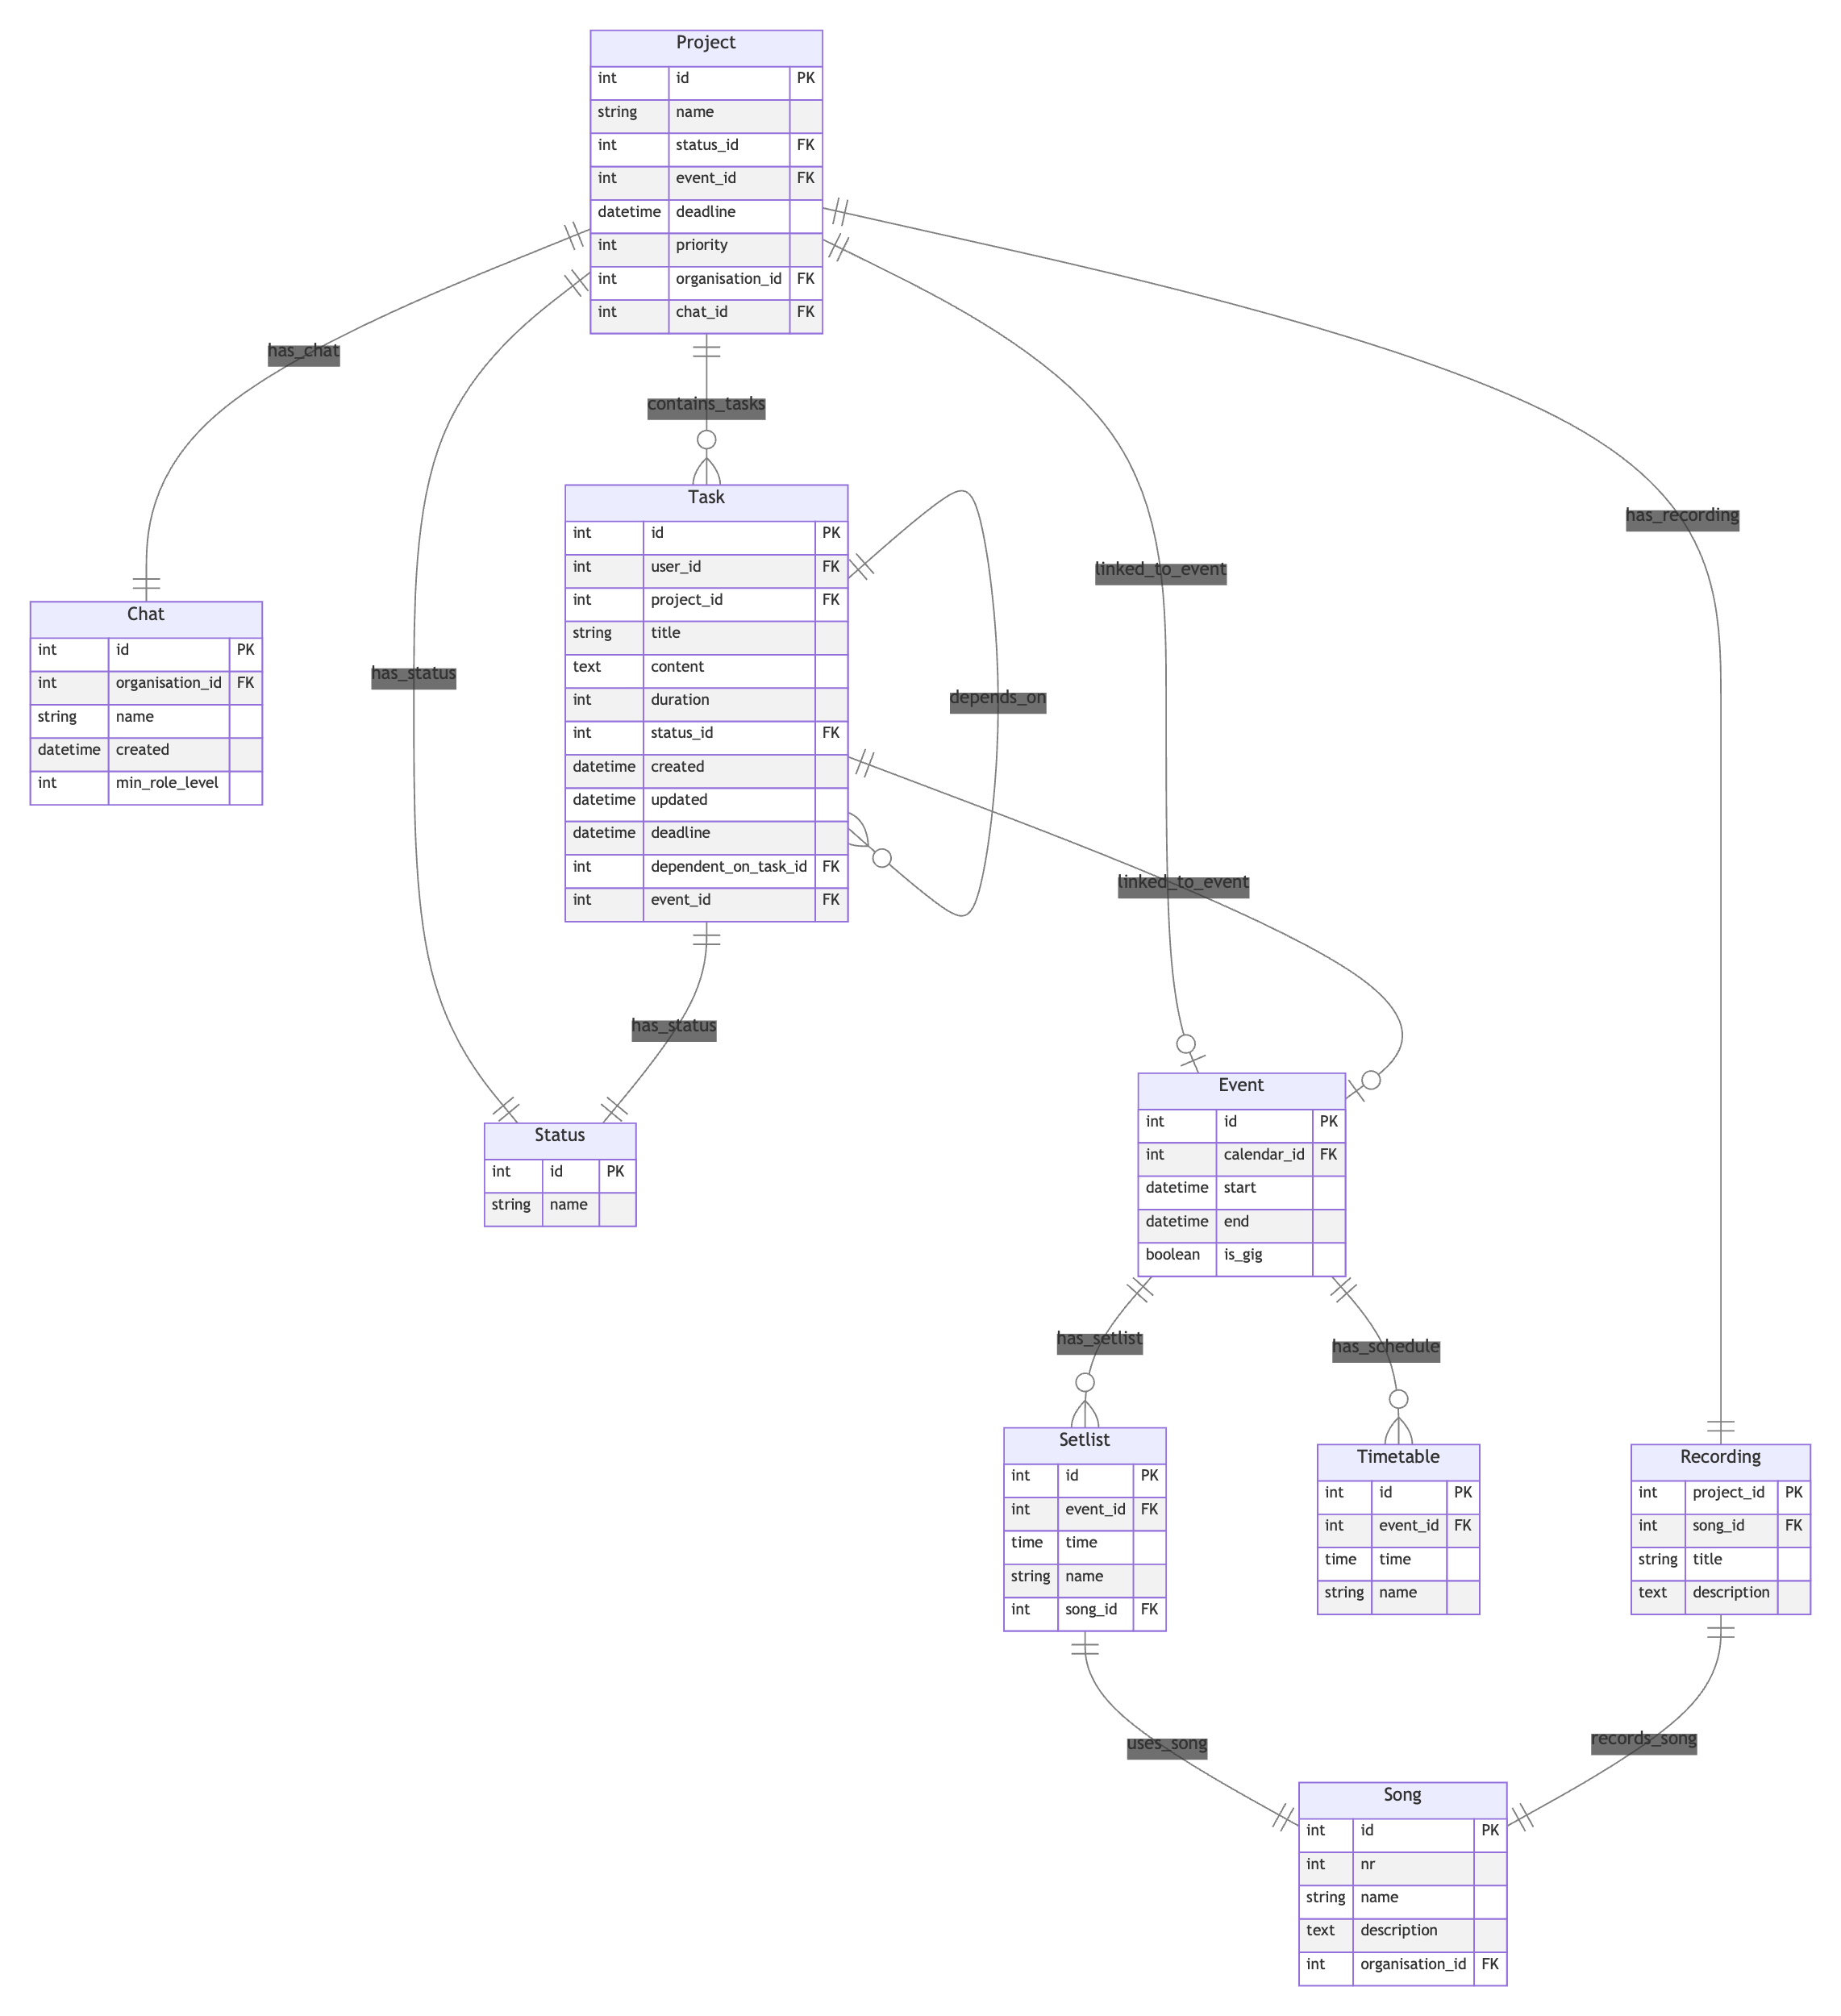 Project
int id PK
string name
int status_id FK
int event_id FK
datetime deadline
int priority
int organisation_id FK
int chat_id FK
has_chat
contains_tasks
linked_to_event
has_recording
Task
int id PK
int user_id FK
int project_id FK
string title
text content
int duration
int status_id FK
datetime created
datetime updated
datetime deadline
int dependent_on_task_id FK
int event_id FK
Chat
int id PK
int organisation_id FK
string name
datetime created
int min_role_level
has_status
depends_on
linked_to_event
has_status
Status
int id PK
string name
Event
int id PK
int calendar_id FK
datetime start
datetime end
boolean is_gig
has_setlist
has_schedule
Setlist
int id PK
int event_id FK
time time
string name
int song_id FK
Timetable
int id PK
int event_id FK
time time
string name
Recording
int project_id PK
int song_id FK
string title
text description
uses_song
records_song
Song
int id PK
int nr
string name
text description
int organisation_id FK